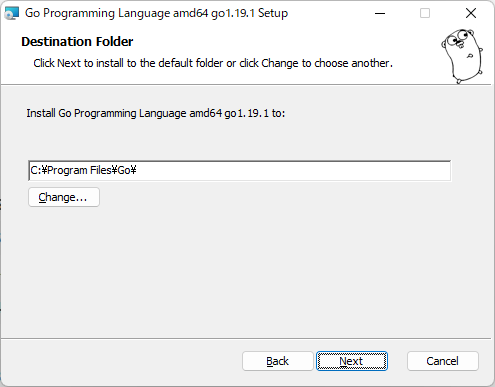 Go Programming Language amd64 go1.19.1 Setup
Destination Folder
Click Next to install to the default folder or click Change to choose another.
Install Go Programming Language amd64 go1.19.1 to:
C:¥Program Files¥Go¥
Change...
Back
Next
Cancel